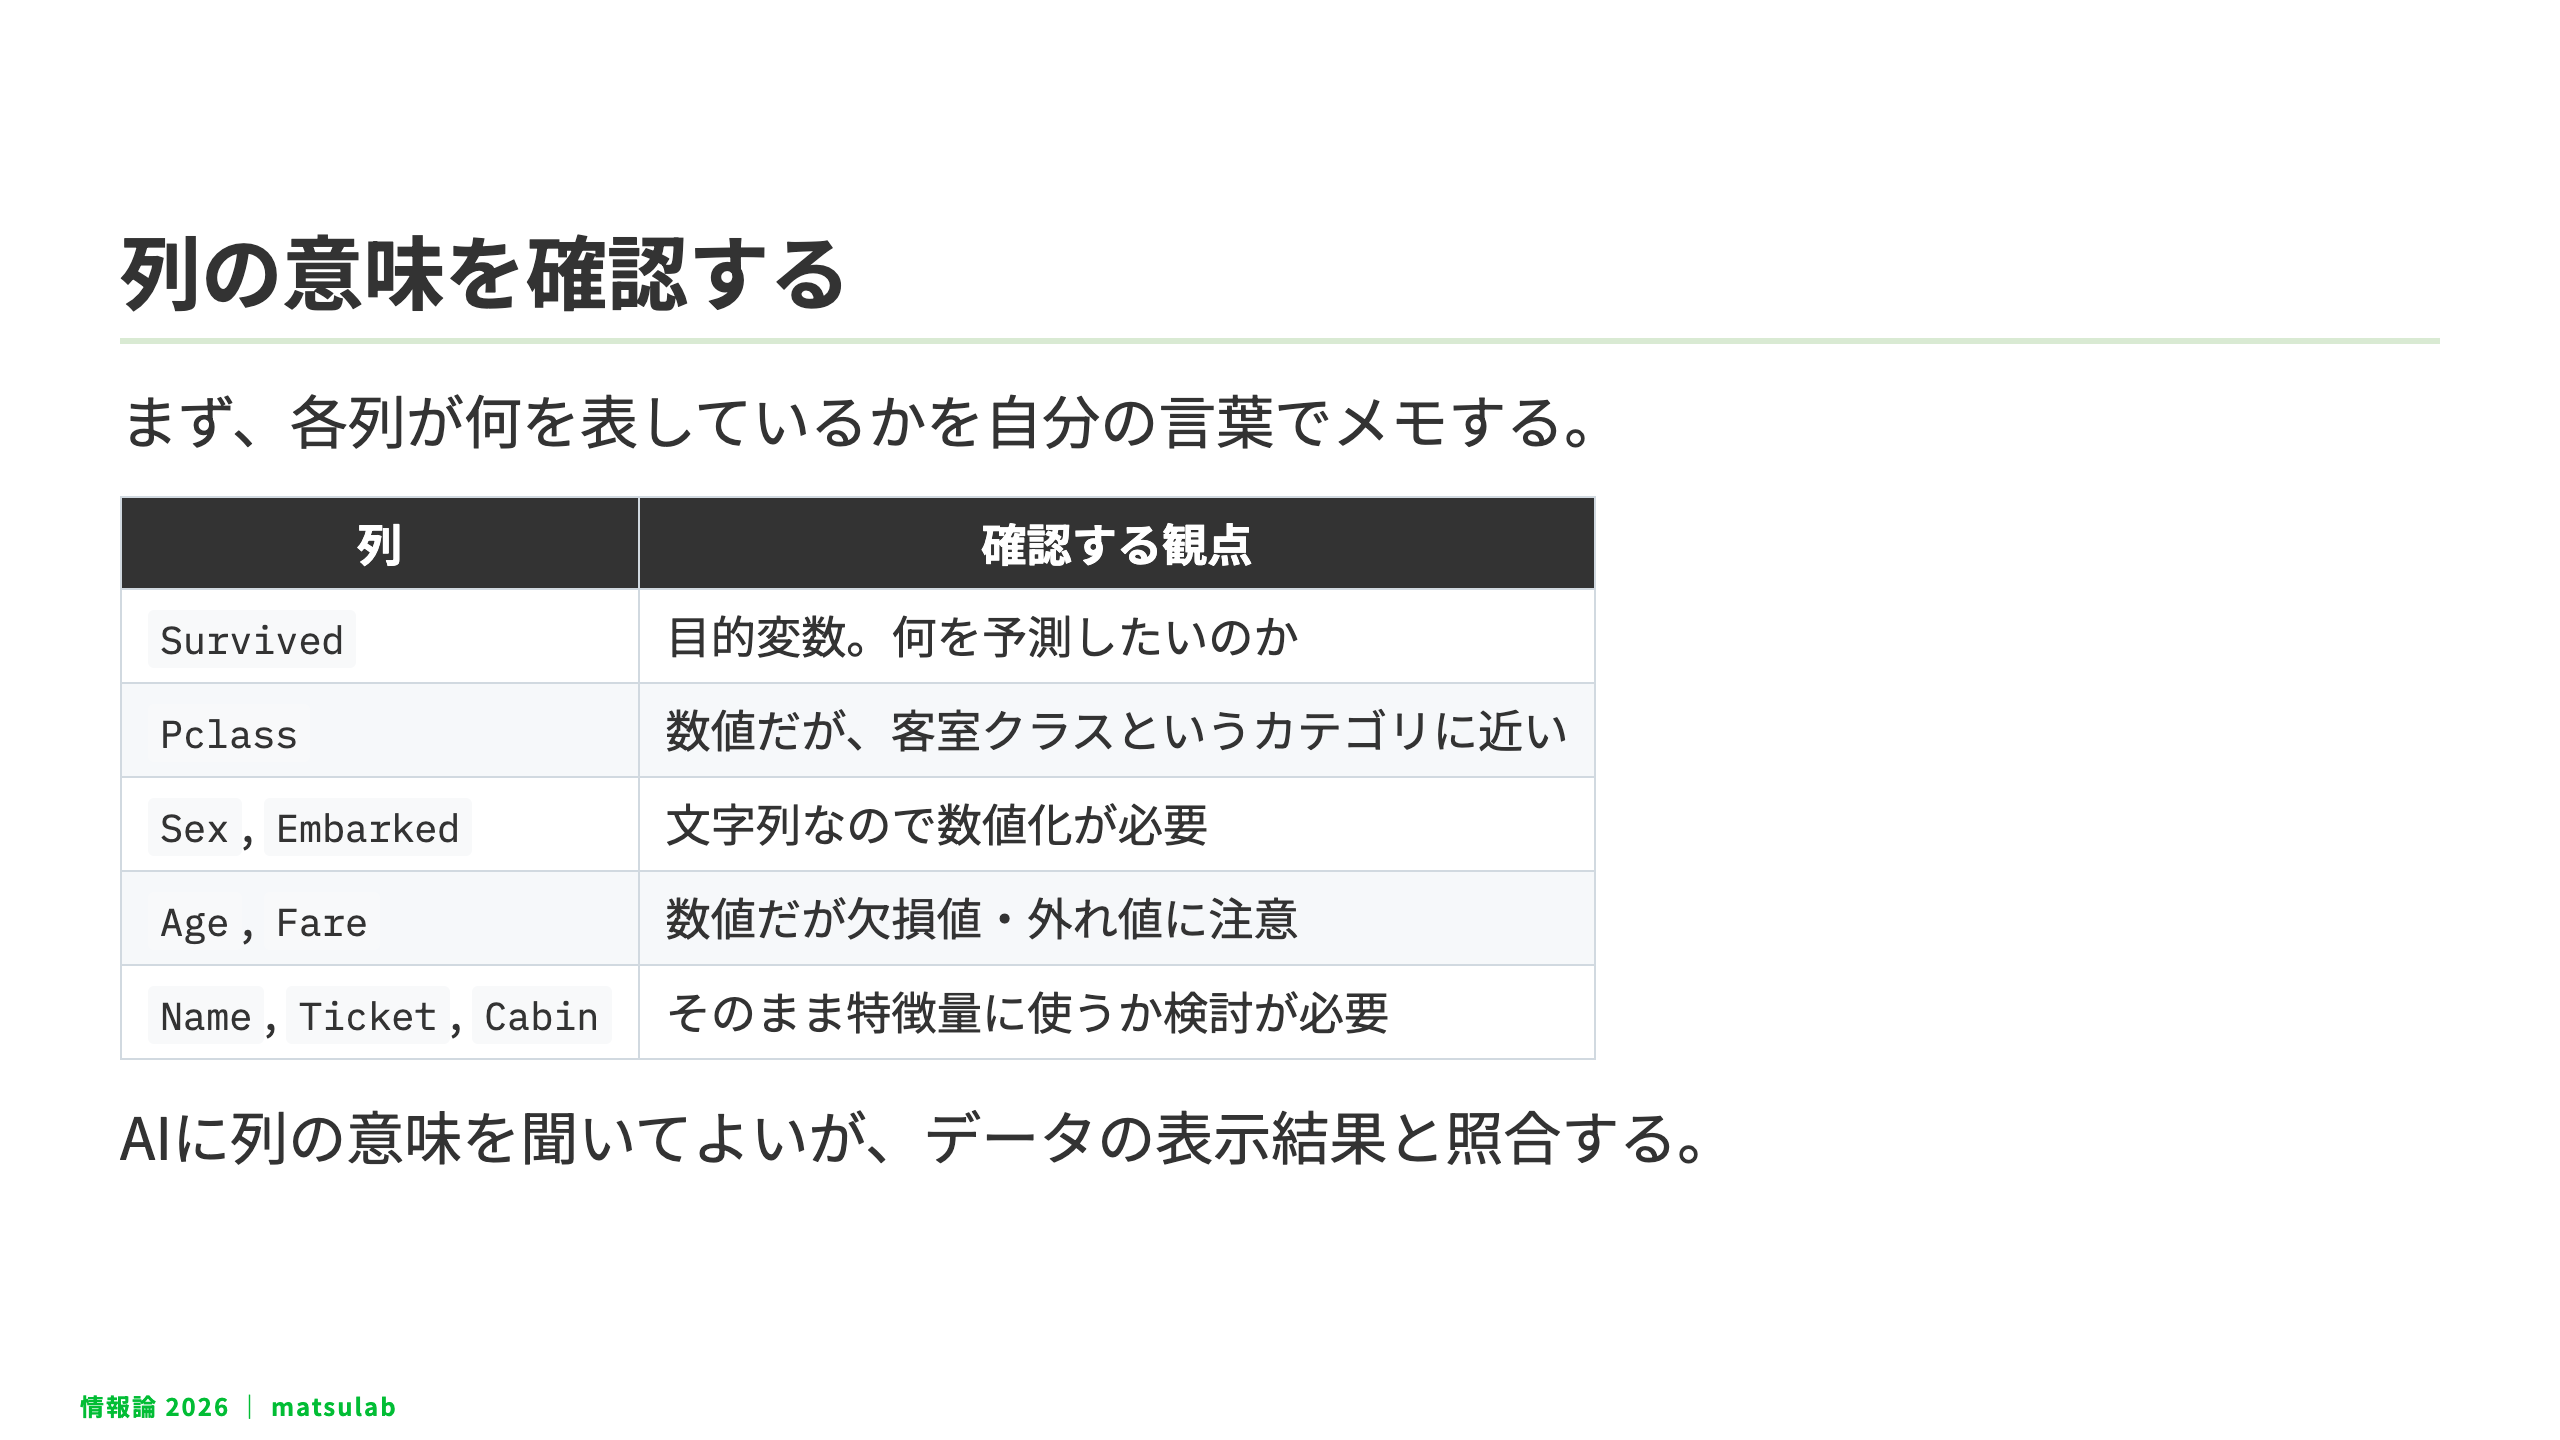 列の意味を確認する
まず、各列が何を表しているかを自分の言葉でメモする。
列 確認する観点
Survived 目的変数。何を予測したいのか
Pclass 数値だが、客室クラスというカテゴリに近い
Sex, Embarked 文字列なので数値化が必要
Age, Fare 数値だが欠損値・外れ値に注意
Name, Ticket, Cabin そのまま特徴量に使うか検討が必要
AIに列の意味を聞いてよいが、データの表示結果と照合する。
情報論 2026 | matsulab